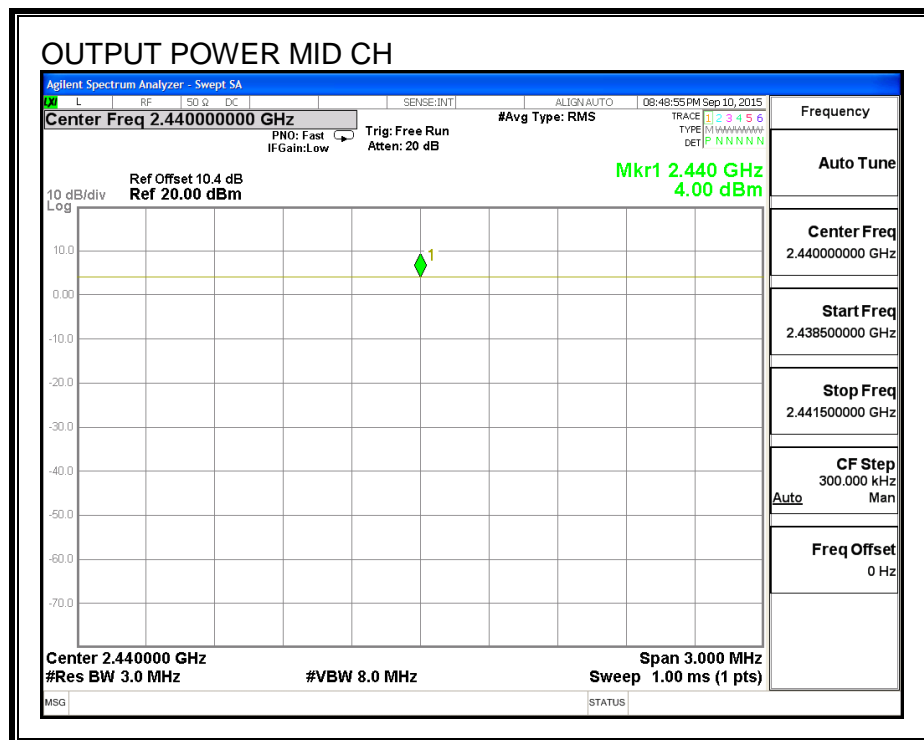 OUTPUT POWER MID CH
Agilent Spectrum Analyzer - Swept SA
LXI L RF 50 Ω DC SENSE:INT ALIGN AUTO 08:48:55 PM Sep 10, 2015
Center Freq 2.440000000 GHz
PNO: Fast
IFGain:Low
Trig: Free Run
Atten: 20 dB
#Avg Type: RMS
TRACE 1 2 3 4 5 6
TYPE M WWWWW
DET P N N N N N
Mkr1 2.440 GHz
4.00 dBm
Ref Offset 10.4 dB
10 dB/div Ref 20.00 dBm
Log
1
10.0
0.00
-10.0
-20.0
-30.0
-40.0
-50.0
-60.0
-70.0
Center 2.440000 GHz Span 3.000 MHz
#Res BW 3.0 MHz #VBW 8.0 MHz Sweep 1.00 ms (1 pts)
MSG STATUS
Frequency
Auto Tune
Center Freq
2.440000000 GHz
Start Freq
2.438500000 GHz
Stop Freq
2.441500000 GHz
CF Step
300.000 kHz
Auto Man
Freq Offset
0 Hz